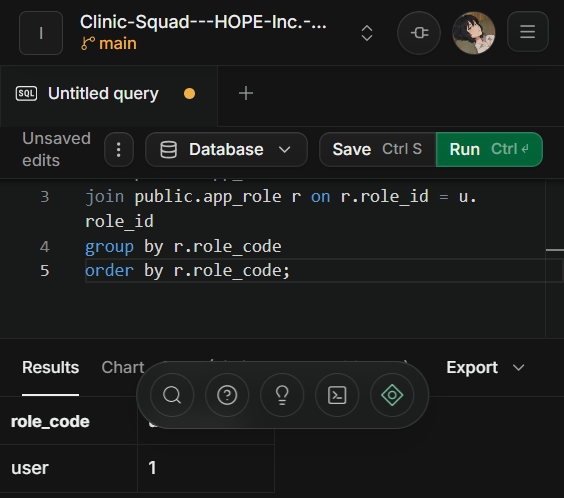 I
Clinic-Squad---HOPE-Inc.-...
main
SQL Untitled query
Unsaved edits
Database
Save Ctrl S
Run Ctrl
3 join public.app_role r on r.role_id = u.
role_id
4 group by r.role_code
5 order by r.role_code;
Results Chart
Export
role_code
user 1